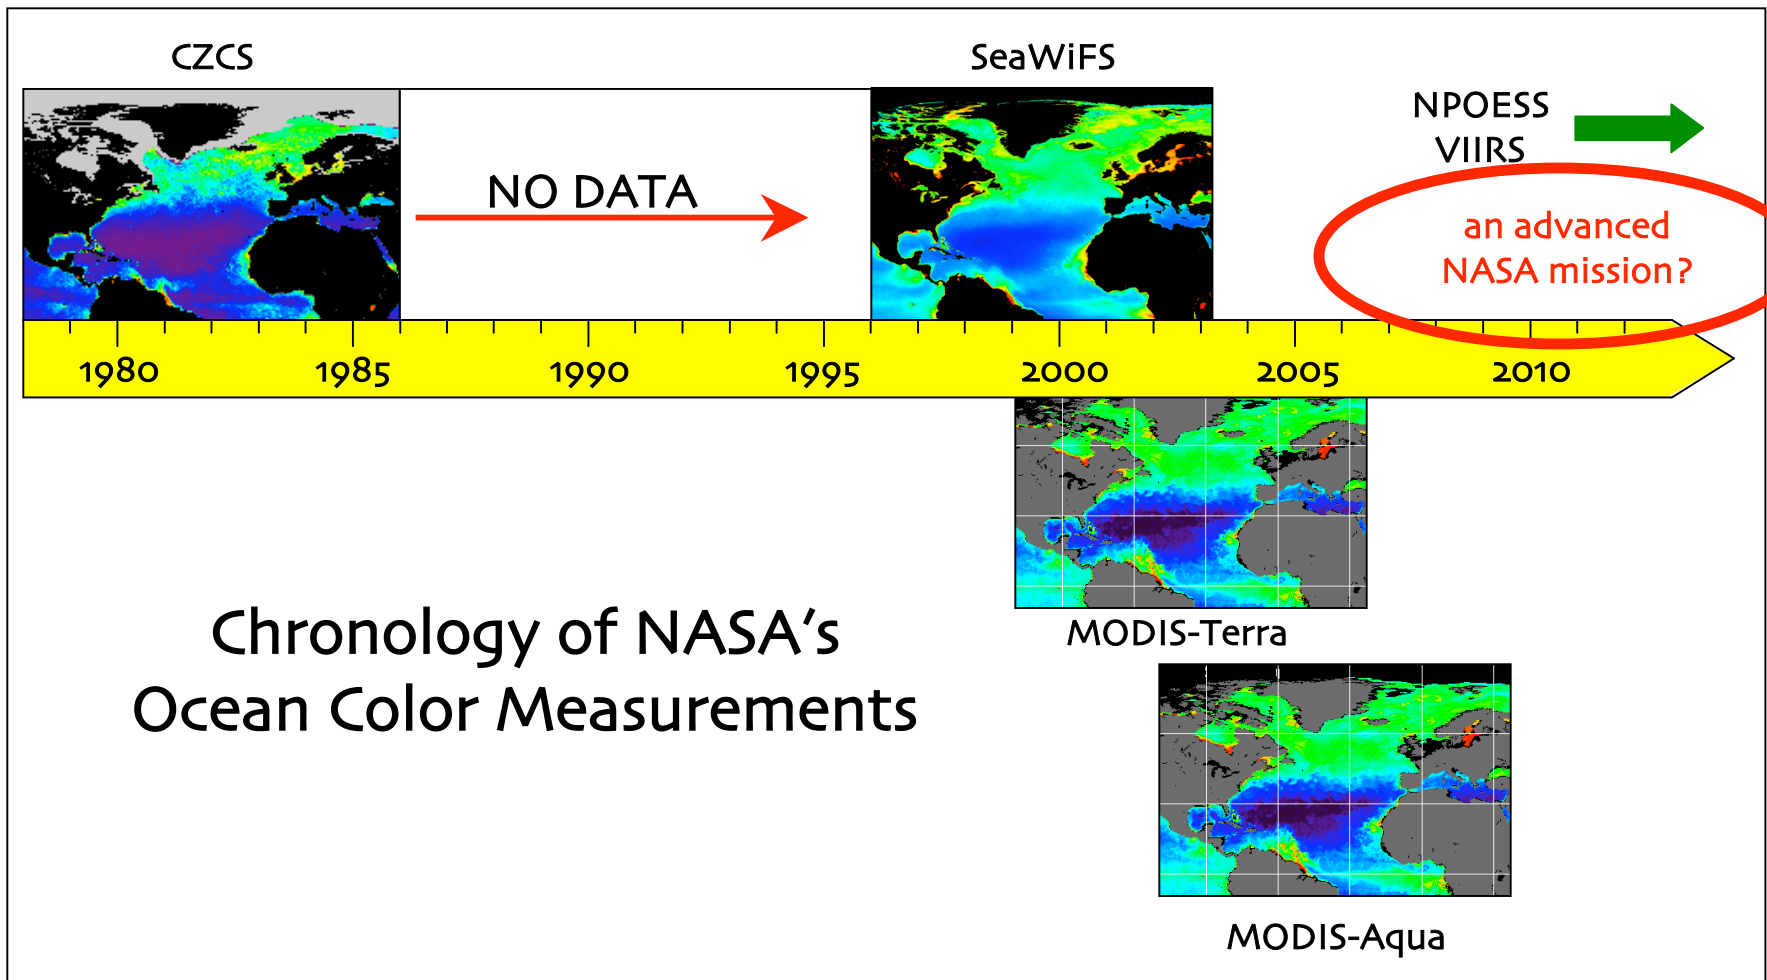 CZCS
SeaWiFS
NPOESS
VIIRS
NO DATA
an advanced
NASA mission?
1980
1985
1990
1995
2000
2005
2010
MODIS-Terra
Chronology of NASA's
Ocean Color Measurements
MODIS-Aqua